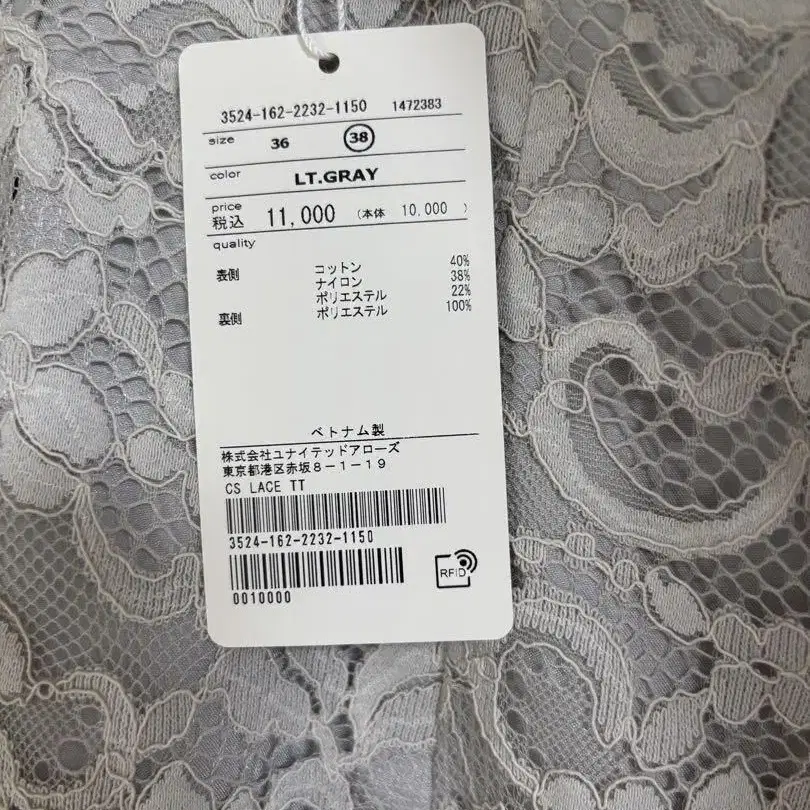 3524-162-2232-1150 1472383
size 36 38
color LT.GRAY
price
税込 11,000 (本体 10,000 )
quality
表側 コットン 40%
ナイロン 38%
ポリエステル 22%
裏側 ポリエステル 100%
ベトナム製
株式会社ユナイテッドアローズ
東京都港区赤坂8-1-19
CS LACE TT
3524-162-2232-1150
RFID
0010000